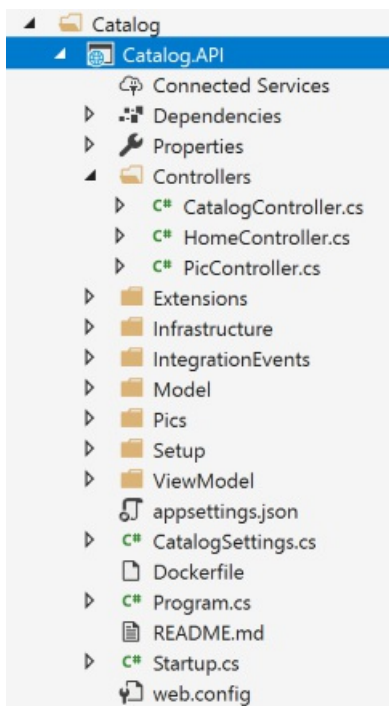 Catalog
Catalog.API
Connected Services
Dependencies
Properties
Controllers
C# CatalogController.cs
C# HomeController.cs
C# PicController.cs
Extensions
Infrastructure
IntegrationEvents
Model
Pics
Setup
ViewModel
appsettings.json
C# CatalogSettings.cs
Dockerfile
C# Program.cs
README.md
C# Startup.cs
web.config